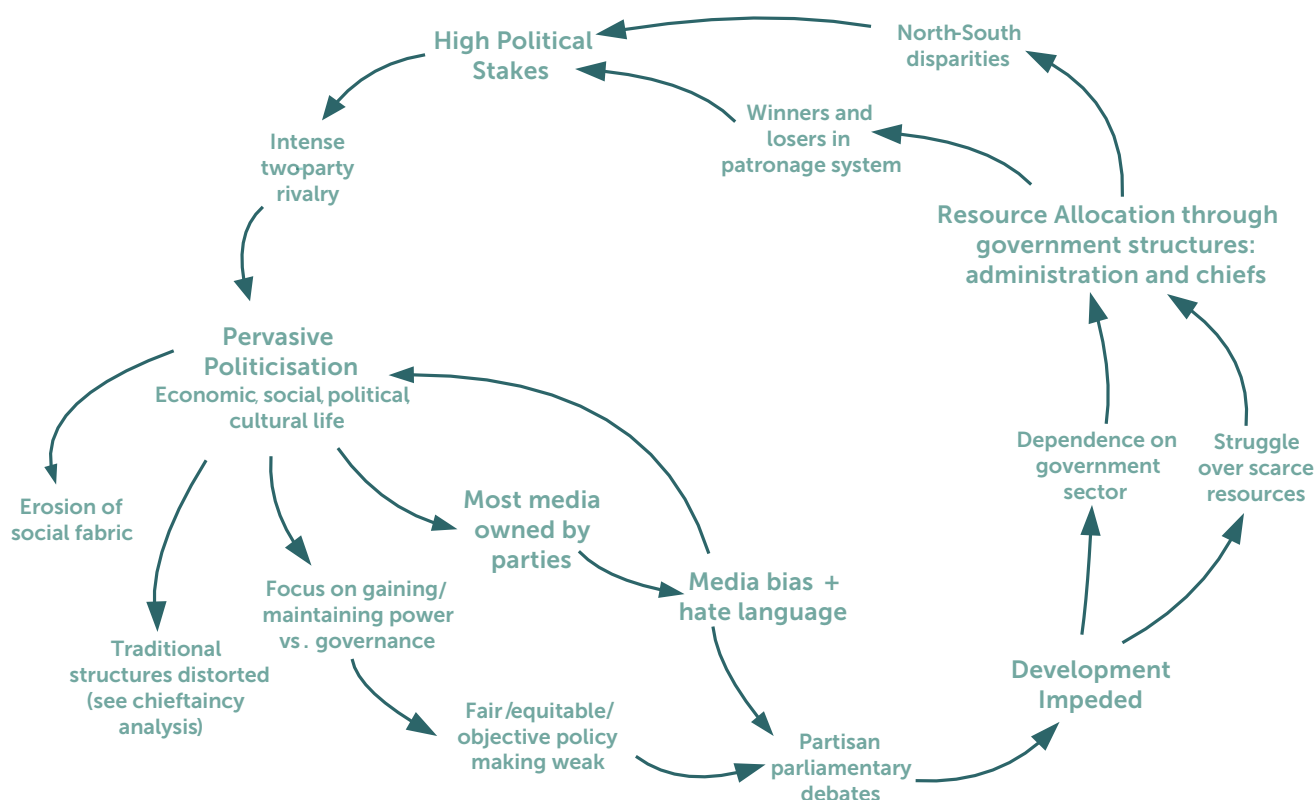 High Political
Stakes
North-South
disparities
Winners and
losers in
patronage system
Intense
two-party
rivalry
Resource Allocation through
government structures:
administration and chiefs
Pervasive
Politicisation
Economic, social, political,
cultural life
Dependence on
government
sector
Struggle
over scarce
resources
Erosion of
social fabric
Most media
owned by
parties
Media bias +
hate language
Focus on gaining/
maintaining power
vs. governance
Traditional
structures distorted
(see chieftaincy
analysis)
Development
Impeded
Fair/equitable/
objective policy
making weak
Partisan
parliamentary
debates